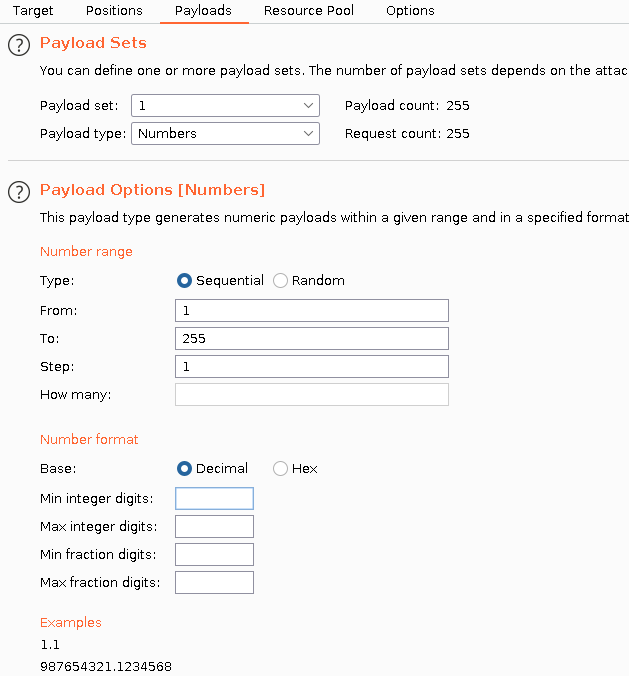 Target Positions Payloads Resource Pool Options
? Payload Sets
You can define one or more payload sets. The number of payload sets depends on the attac
Payload set: 1 Payload count: 255
Payload type: Numbers Request count: 255
? Payload Options [Numbers]
This payload type generates numeric payloads within a given range and in a specified format
Number range
Type: Sequential Random
From: 1
To: 255
Step: 1
How many:
Number format
Base: Decimal Hex
Min integer digits:
Max integer digits:
Min fraction digits:
Max fraction digits:
Examples
1.1
987654321.1234568